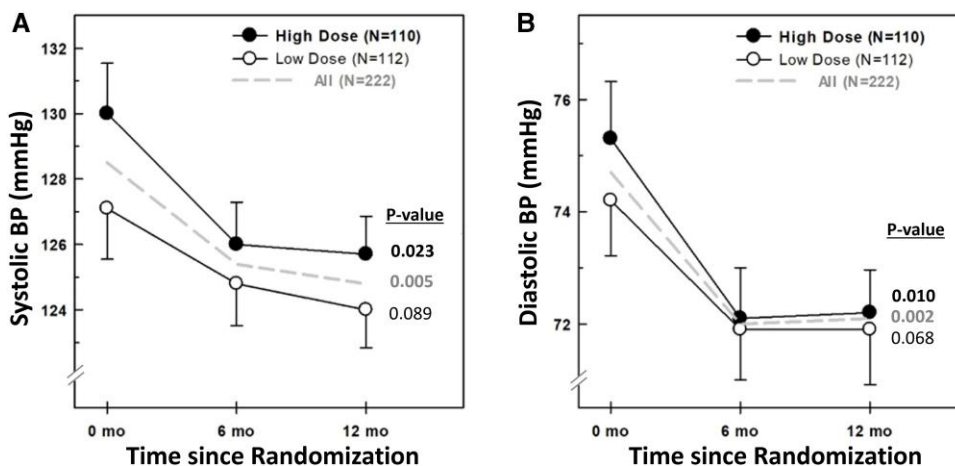 A
High Dose (N=110)
Low Dose (N=112)
All (N=222)
132
130
128
126
124
Systolic BP (mmHg)
P-value
0.023
0.005
0.089
0 mo
6 mo
12 mo
Time since Randomization
B
High Dose (N=110)
Low Dose (N=112)
All (N=222)
76
74
72
Diastolic BP (mmHg)
P-value
0.010
0.002
0.068
0 mo
6 mo
12 mo
Time since Randomization